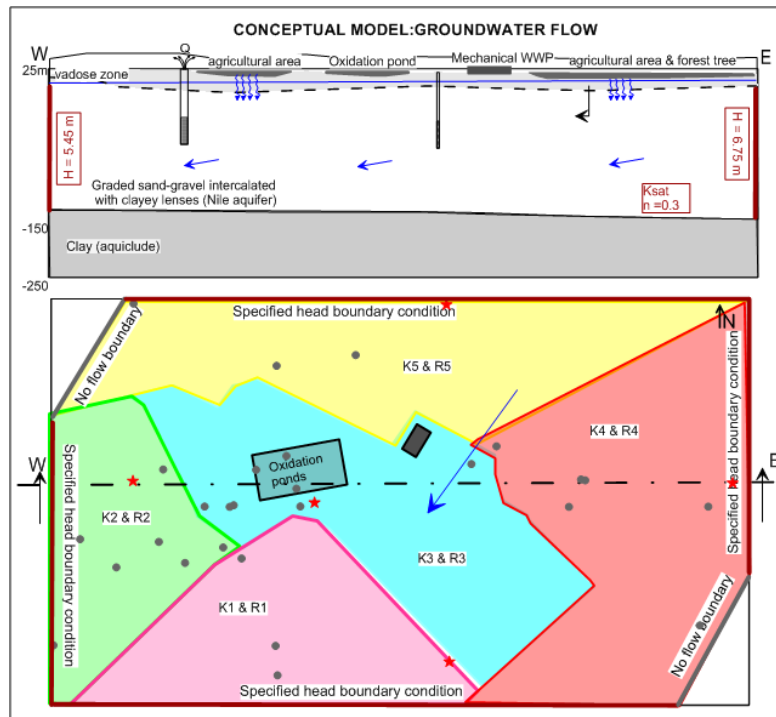 CONCEPTUAL MODEL:GROUNDWATER FLOW
W
E
Q
agricultural area
Oxidation pond
Mechanical WWP
agricultural area & forest tree
25m
vadose zone
H = 5.45 m
H = 6.75 m
Graded sand-gravel intercalated
with clayey lenses (Nile aquifer)
Ksat
n =0.3
-150
Clay (aquiclude)
-250
Specified head boundary condition
N
No flow boundary
K5 & R5
Specified head boundary condition
K4 & R4
W
E
Oxidation
ponds
Specified head boundary condition
K2 & R2
K3 & R3
K1 & R1
No flow boundary
Specified head boundary condition